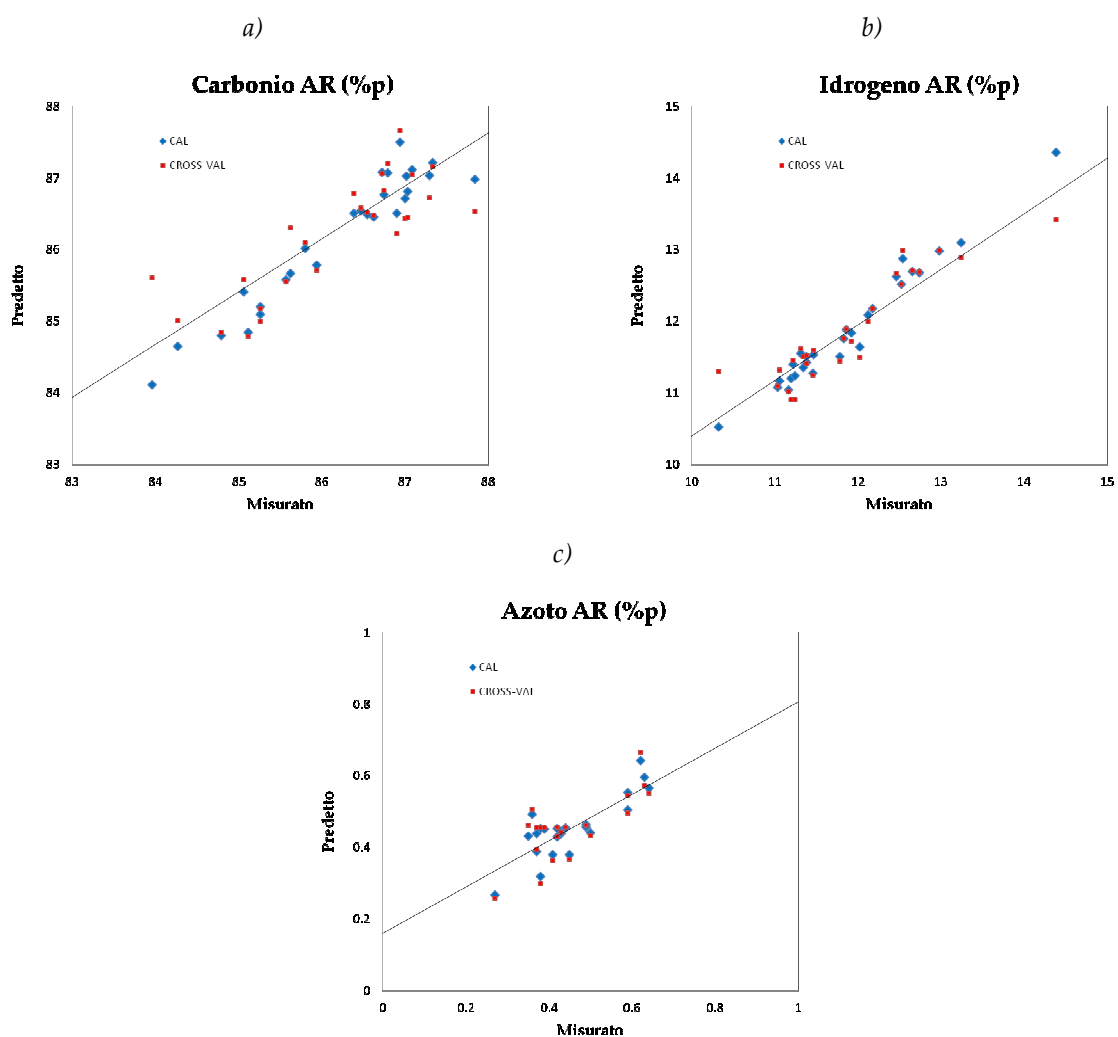 a)
b)
Carbonio AR (%p)
Idrogeno AR (%p)
88
87
86
85
84
83
83 84 85 86 87 88
Predetto
Misurato
CAL
CROSS-VAL
15
14
13
12
11
10
10 11 12 13 14 15
Predetto
Misurato
CAL
CROSS-VAL
c)
Azoto AR (%p)
1
0.8
0.6
0.4
0.2
0
0 0.2 0.4 0.6 0.8 1
Predetto
Misurato
CAL
CROSS-VAL